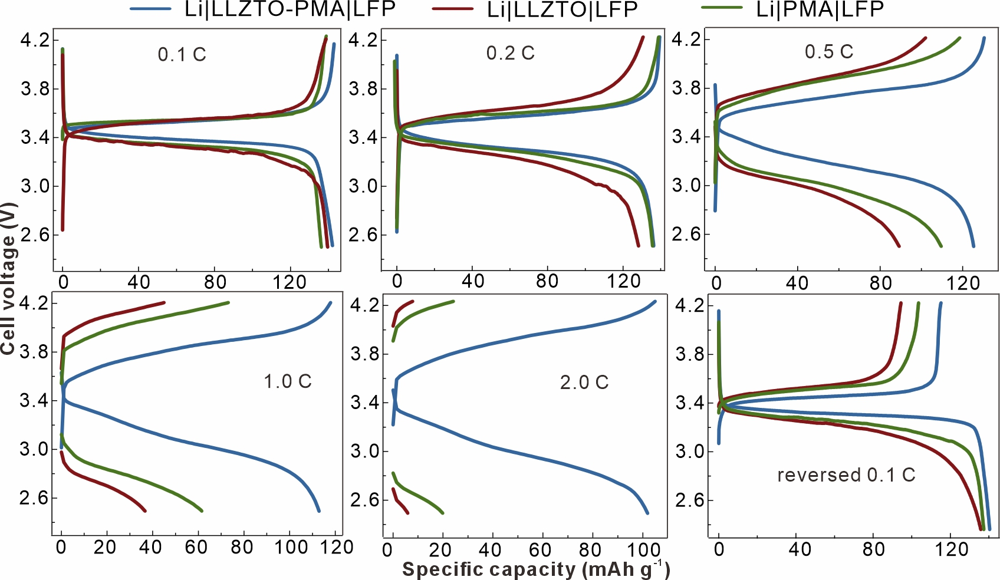 Li|LLZTO-PMA|LFP Li|LLZTO|LFP Li|PMA|LFP
0.1 C
4.2
3.8
3.4
3.0
2.6
0 40 80 120
0.2 C
4.2
3.8
3.4
3.0
2.6
0 40 80 120
0.5 C
4.2
3.8
3.4
3.0
2.6
0 40 80 120
Cell voltage (V)
1.0 C
4.2
3.8
3.4
3.0
2.6
0 20 40 60 80 100 120
2.0 C
4.2
3.8
3.4
3.0
2.6
0 20 40 60 80 100
reversed 0.1 C
4.2
3.8
3.4
3.0
2.6
0 40 80 120
Specific capacity (mAh g⁻¹)